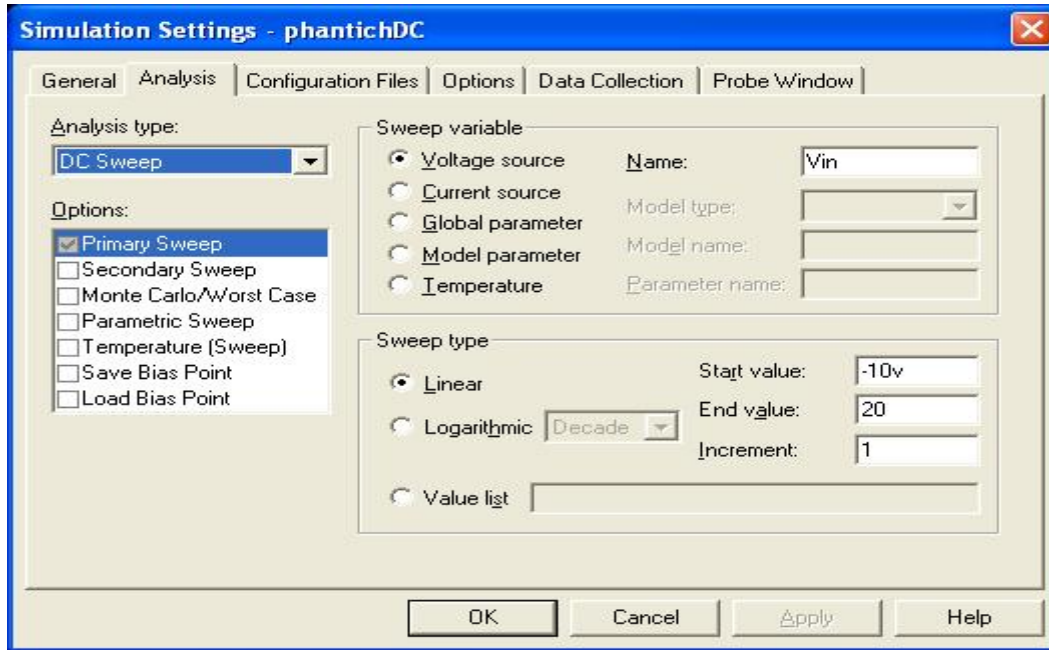 Simulation Settings - phantichDC
General Analysis Configuration Files Options Data Collection Probe Window
Analysis type:
DC Sweep
Options:
Primary Sweep
Secondary Sweep
Monte Carlo/Worst Case
Parametric Sweep
Temperature (Sweep)
Save Bias Point
Load Bias Point
Sweep variable
Voltage source
Current source
Global parameter
Model parameter
Temperature
Name: Vin
Model type:
Model name:
Parameter name:
Sweep type
Linear
Logarithmic Decade
Value list
Start value: -10v
End value: 20
Increment: 1
OK Cancel Apply Help